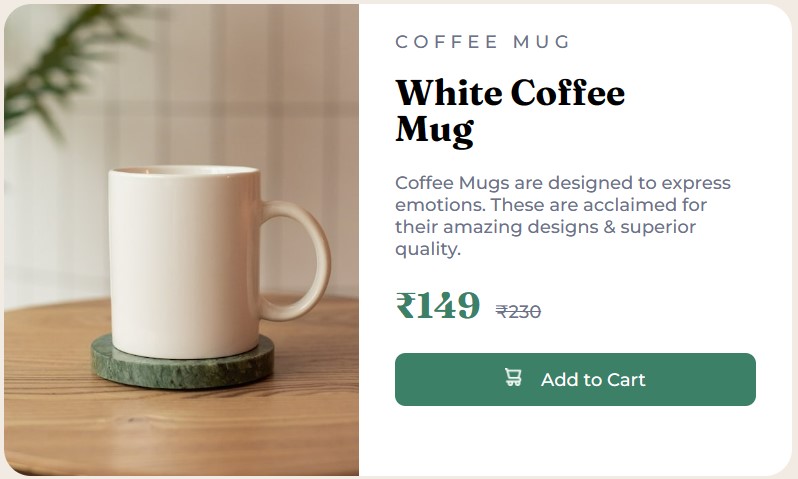 COFFEE MUG
White Coffee
Mug
Coffee Mugs are designed to express
emotions. These are acclaimed for
their amazing designs & superior
quality.
₹149 ₹230
Add to Cart